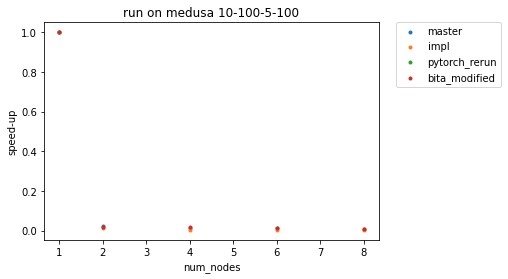 run on medusa 10-100-5-100
master
impl
pytorch_rerun
bita_modified
speed-up
1.0
0.8
0.6
0.4
0.2
0.0
1 2 3 4 5 6 7 8
num_nodes